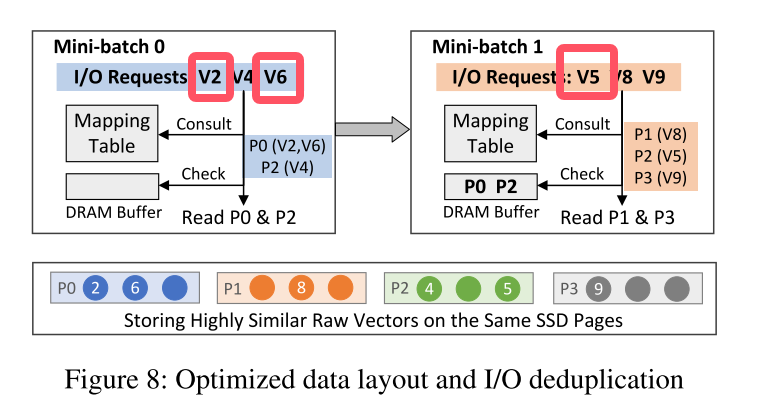 Mini-batch 0
I/O Requests: V2 V4 V6
Mapping
Table
Consult
P0 (V2,V6)
P2 (V4)
Check
DRAM Buffer
Read P0 & P2
Mini-batch 1
I/O Requests: V5 V8 V9
Mapping
Table
Consult
P1 (V8)
P2 (V5)
P3 (V9)
P0 P2
Check
DRAM Buffer
Read P1 & P3
P0 2 6
P1 8
P2 4 5
P3 9
Storing Highly Similar Raw Vectors on the Same SSD Pages
Figure 8: Optimized data layout and I/O deduplication